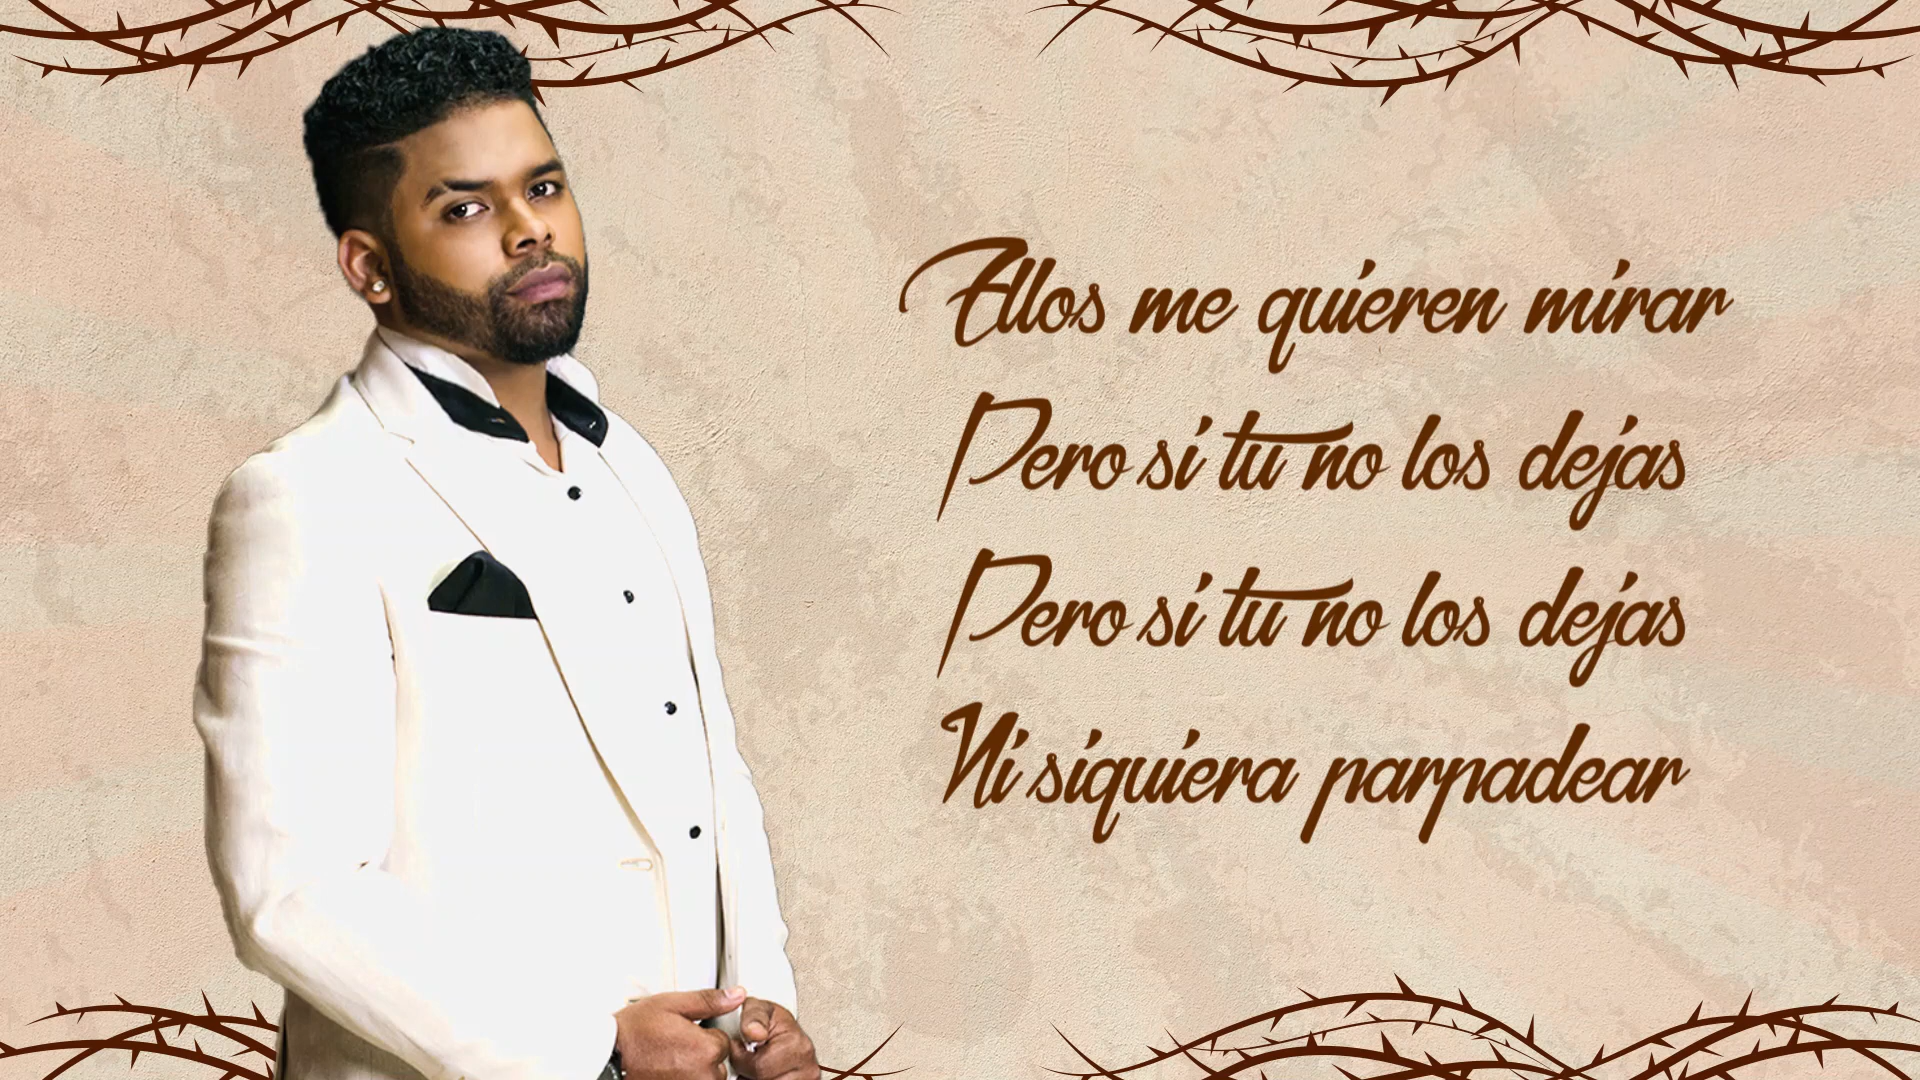 Ellos me quieren mirar
Pero si tu no los dejas
Pero si tu no los dejas
Ni siquiera parpadear